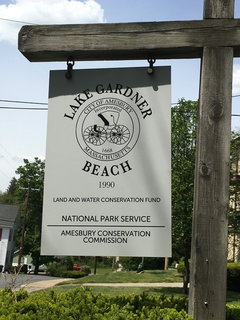 LAKE GARDNER
CITY OF AMESBURY
MASSACHUSETTS
1668
BEACH
1990
LAND AND WATER CONSERVATION FUND
NATIONAL PARK SERVICE
AMESBURY CONSERVATION
COMMISSION